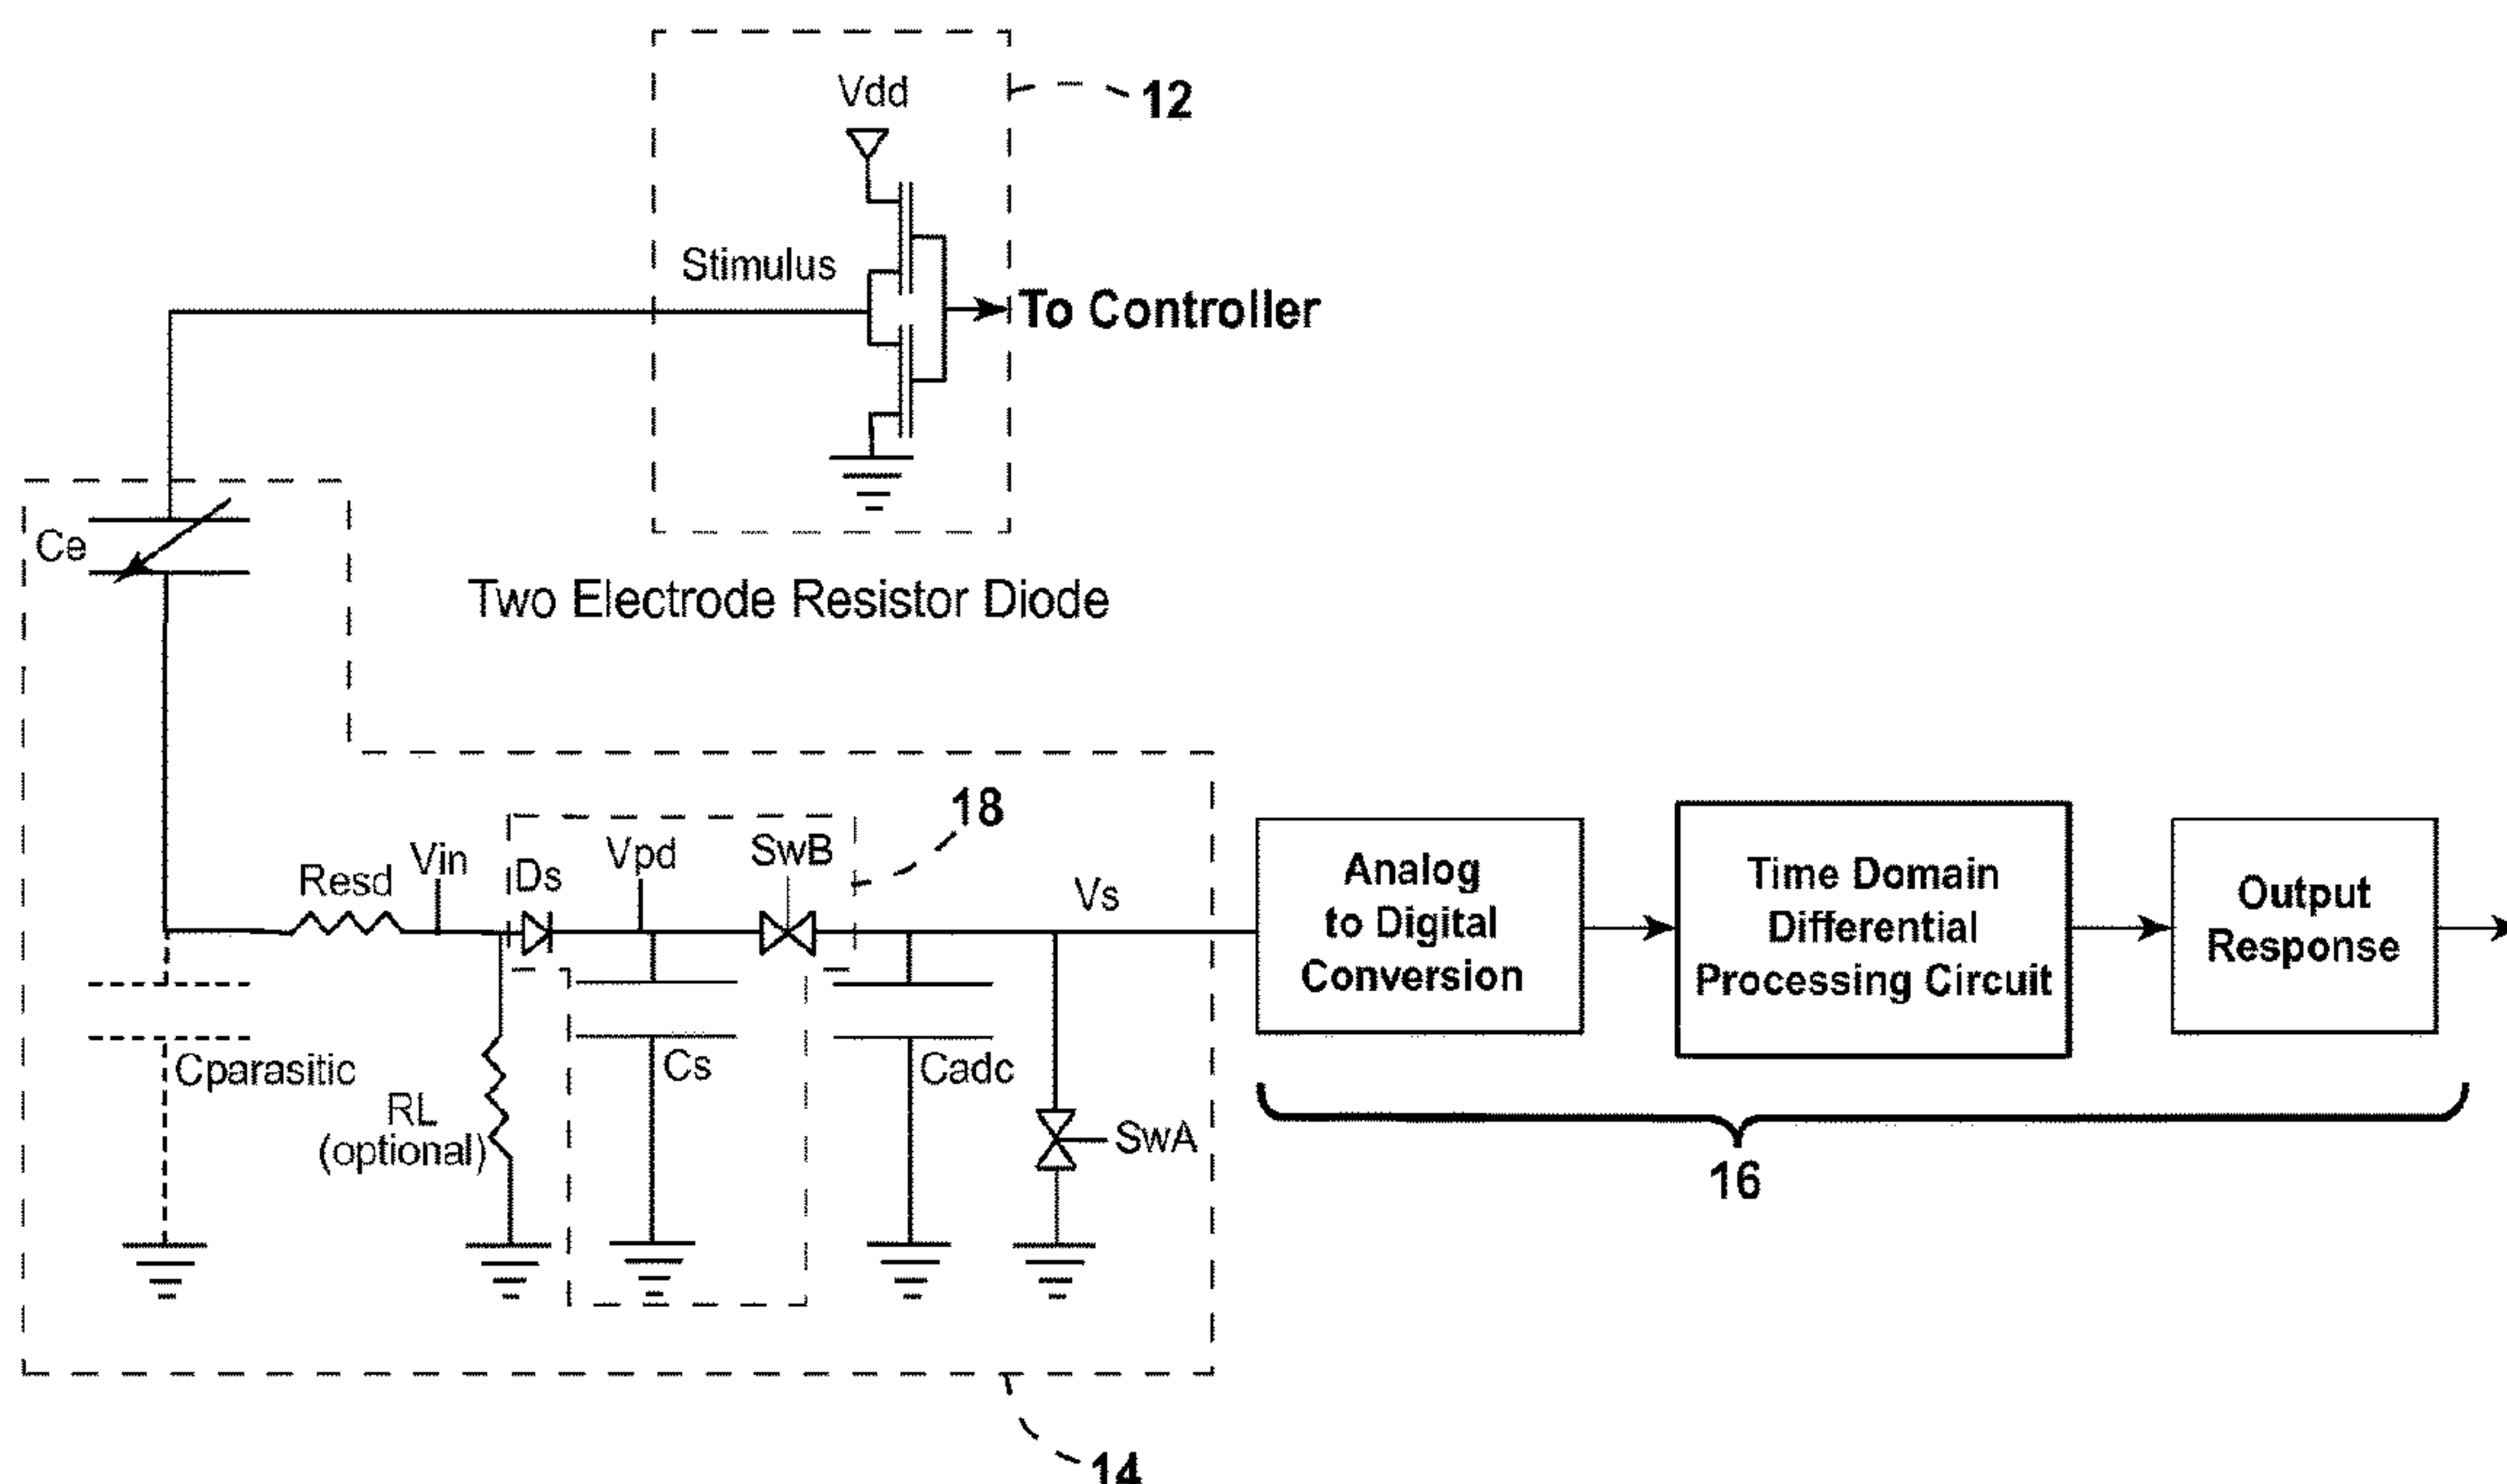 Vdd
12
Stimulus
To Controller
Ce
Two Electrode Resistor Diode
18
Resd
Vin
Ds
Vpd
SwB
Vs
Analog
to Digital
Conversion
Time Domain
Differential
Processing Circuit
Output
Response
Cparasitic
RL
(optional)
Cs
Cadc
SwA
16
14